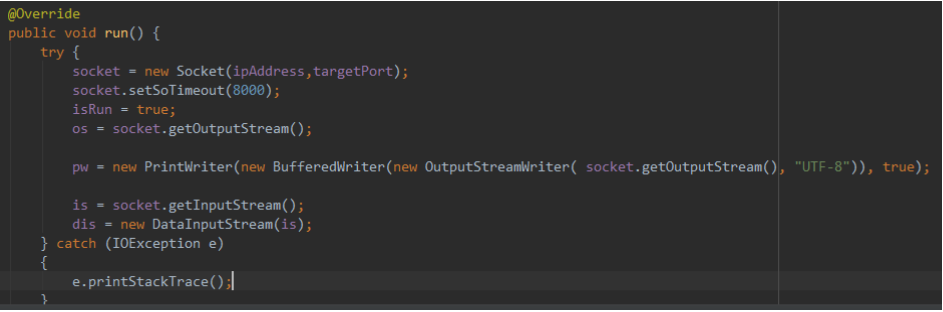 @Override
public void run() {
try {
socket = new Socket(ipAddress,targetPort);
socket.setSoTimeout(8000);
isRun = true;
os = socket.getOutputStream();
pw = new PrintWriter(new BufferedWriter(new OutputStreamWriter( socket.getOutputStream(), "UTF-8")), true);
is = socket.getInputStream();
dis = new DataInputStream(is);
} catch (IOException e)
{
e.printStackTrace();
}